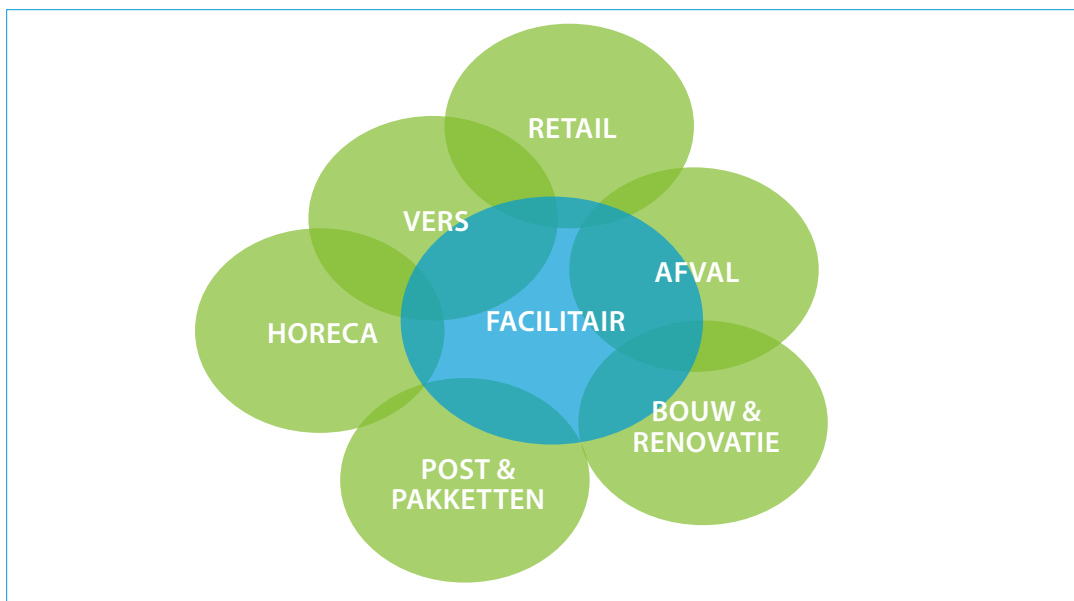 RETAIL
VERS
AFVAL
FACILITAIR
HORECA
BOUW &
RENOVATIE
POST &
PAKKETTEN